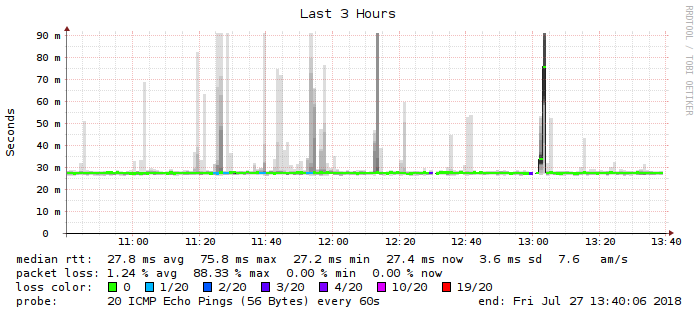 Last 3 Hours
RRDTOOL / TOBI OETIKER
Seconds
90 m
80 m
70 m
60 m
50 m
40 m
30 m
20 m
10 m
0
11:00 11:20 11:40 12:00 12:20 12:40 13:00 13:20 13:40
median rtt: 27.8 ms avg 75.8 ms max 27.2 ms min 27.4 ms now 3.6 ms sd 7.6 am/s
packet loss: 1.24 % avg 88.33 % max 0.00 % min 0.00 % now
loss color: 0 1/20 2/20 3/20 4/20 10/20 19/20
probe: 20 ICMP Echo Pings (56 Bytes) every 60s end: Fri Jul 27 13:40:06 2018